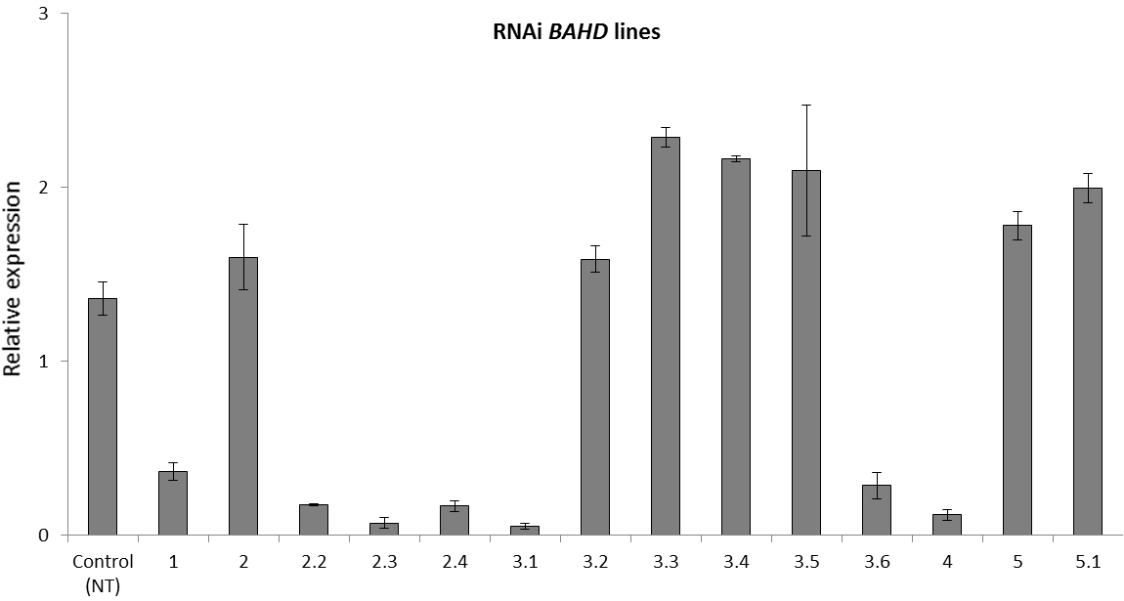 RNAi BAHD lines
Relative expression
3
2
1
0
Control (NT) 1 2 2.2 2.3 2.4 3.1 3.2 3.3 3.4 3.5 3.6 4 5 5.1